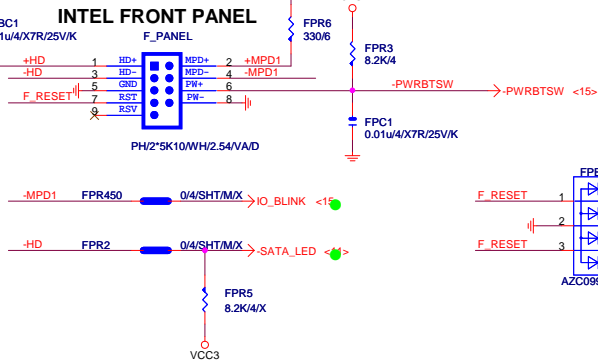 INTEL FRONT PANEL
BC1
1u/4/X7R/25V/K
F_PANEL
FPR6
330/6
FPR3
8.2K/4
+HD 1 HD+ MPD+ 2 +MPD1
-HD 3 HD- MPD- 4 -MPD1
5 GND PW+ 6
F_RESET 7 RST PW- 8
9 RSV
-PWRBTSW
-PWRBTSW <15>
FPC1
0.01u/4/X7R/25V/K
PH/2*5K10/WH/2.54/VA/D
-MPD1 FPR450 0/4/SHT/M/X IO_BLINK <15
-HD FPR2 0/4/SHT/M/X -SATA_LED
FPR5
8.2K/4/X
VCC3
FPE
F_RESET 1
2
F_RESET 3
AZC099